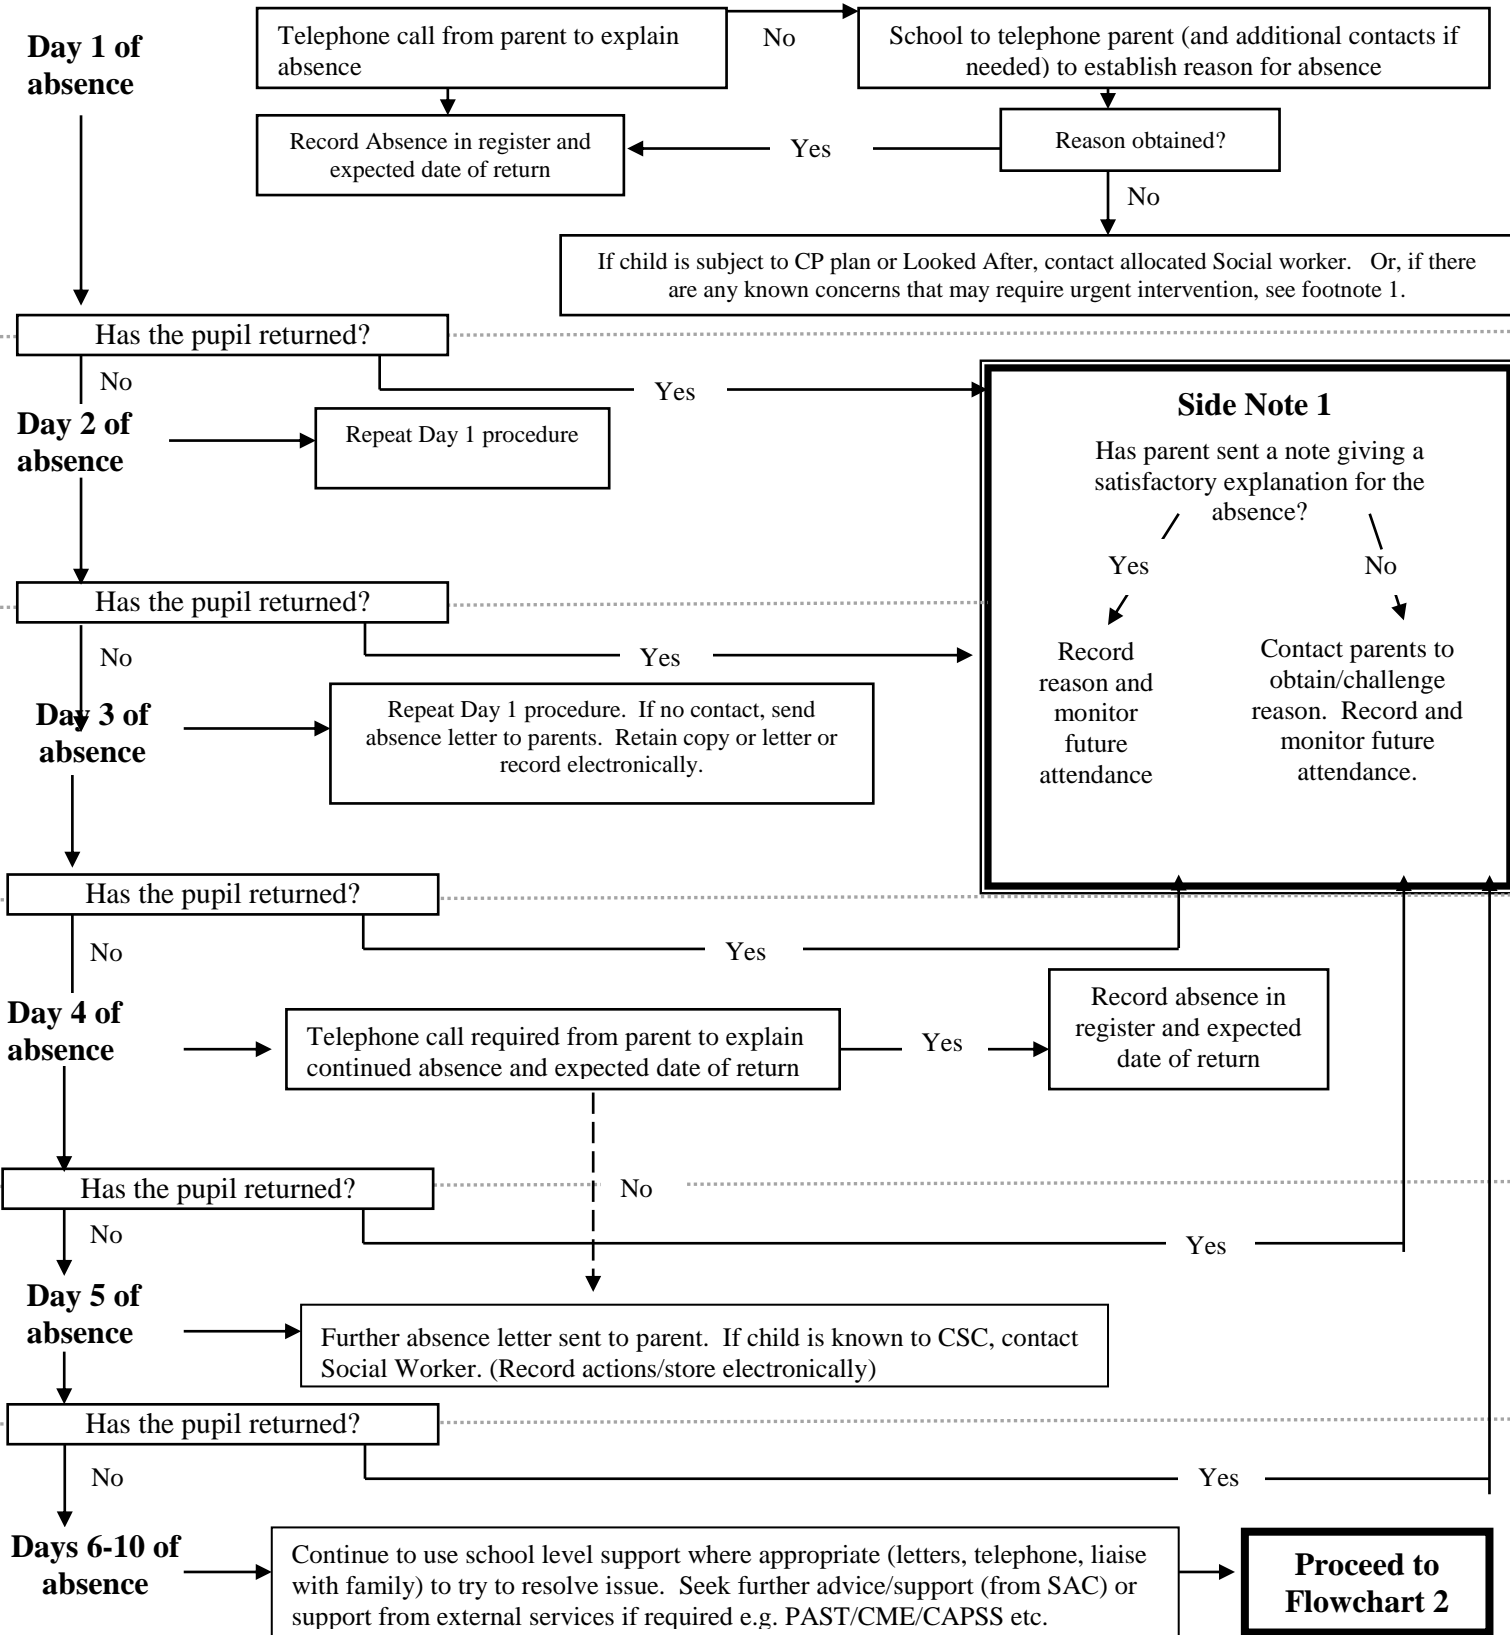 Day 1 of
absence
Telephone call from parent to explain
absence
No
School to telephone parent (and additional contacts if
needed) to establish reason for absence
Record Absence in register and
expected date of return
Yes
Reason obtained?
No
If child is subject to CP plan or Looked After, contact allocated Social worker. Or, if there
are any known concerns that may require urgent intervention, see footnote 1.
Has the pupil returned?
No
Yes
Day 2 of
absence
Repeat Day 1 procedure
Side Note 1
Has parent sent a note giving a
satisfactory explanation for the
absence?
Yes
No
Record
reason and
monitor
future
attendance
Contact parents to
obtain/challenge
reason. Record and
monitor future
attendance.
Has the pupil returned?
No
Yes
Day 3 of
absence
Repeat Day 1 procedure. If no contact, send
absence letter to parents. Retain copy or letter or
record electronically.
Has the pupil returned?
No
Yes
Day 4 of
absence
Telephone call required from parent to explain
continued absence and expected date of return
Yes
Record absence in
register and expected
date of return
Has the pupil returned?
No
No
Yes
Day 5 of
absence
Further absence letter sent to parent. If child is known to CSC, contact
Social Worker. (Record actions/store electronically)
Has the pupil returned?
No
Yes
Days 6-10 of
absence
Continue to use school level support where appropriate (letters, telephone, liaise
with family) to try to resolve issue. Seek further advice/support (from SAC) or
support from external services if required e.g. PAST/CME/CAPSS etc.
Proceed to
Flowchart 2